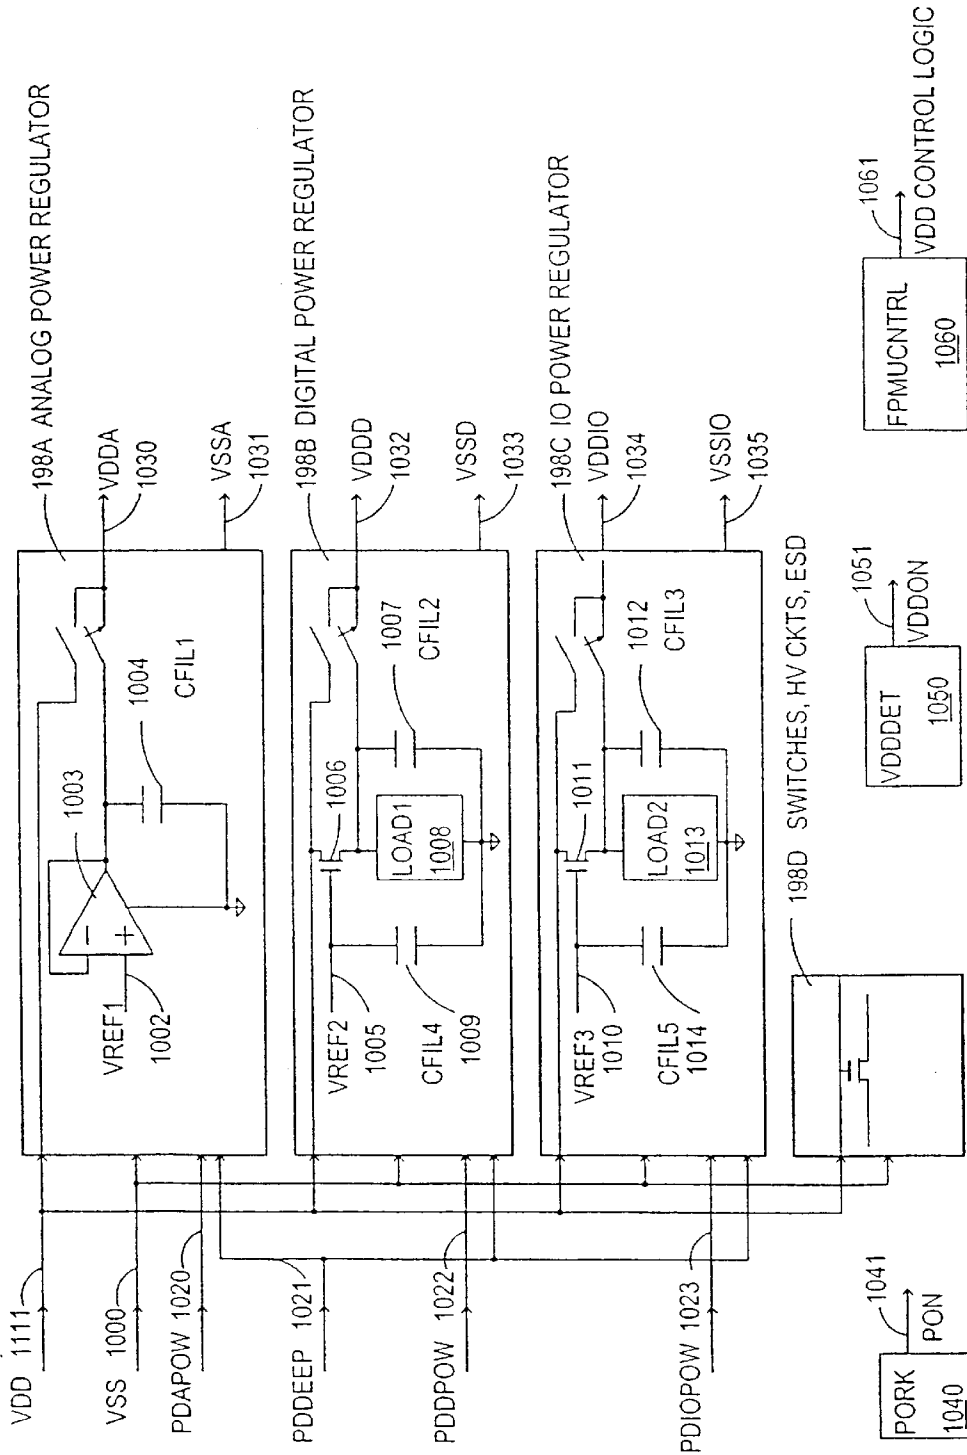 VDD 1111
VSS 1000
PDAPOW 1020
PDDEEP 1021
PDDPOW 1022
PDIOPOW 1023
198A ANALOG POWER REGULATOR
VREF1
1002
1003
1004
CFIL1
VDDA
1030
VSSA
1031
198B DIGITAL POWER REGULATOR
VREF2
1005
CFIL4
1009
1006
LOAD1
1008
1007
CFIL2
VDDD
1032
VSSD
1033
198C IO POWER REGULATOR
VREF3
1010
CFIL5
1014
1011
LOAD2
1013
1012
CFIL3
VDDIO
1034
VSSIO
1035
198D SWITCHES, HV CKTS, ESD
PORK
1040
1041
PON
VDDDET
1050
1051
VDDON
FPMUCNTRL
1060
1061
VDD CONTROL LOGIC